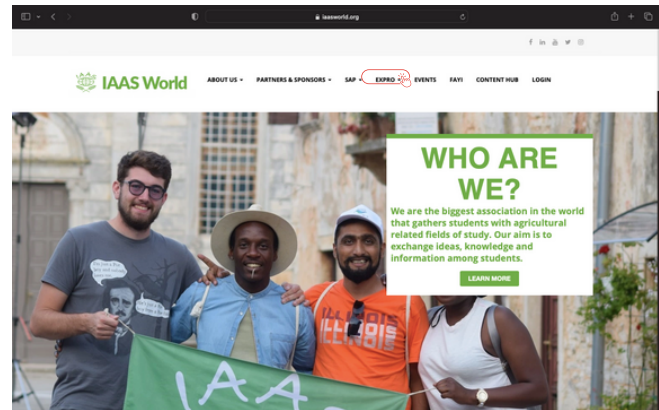 iaasworld.org
IAAS World
ABOUT US
PARTNERS & SPONSORS
SAP
EXPRO
EVENTS
FAYI
CONTENT HUB
LOGIN
WHO ARE
WE?
We are the biggest association in the world
that gathers students with agricultural
related fields of study. Our aim is to
exchange ideas, knowledge and
information among students.
LEARN MORE
ILLINOIS
ILLINOIS
IAAS